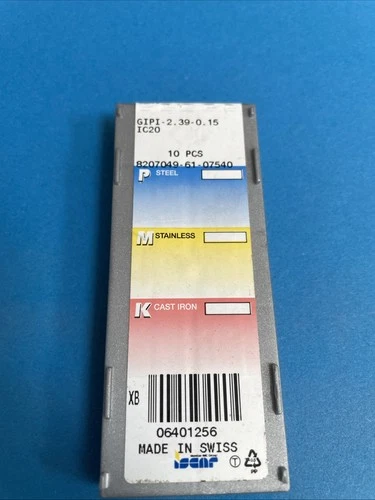 GIPI-2.39-0.15
IC20
10 PCS
8207049-61-07540
P STEEL
M STAINLESS
K CAST IRON
XB
06401256
MADE IN SWISS
iscar
T
PP